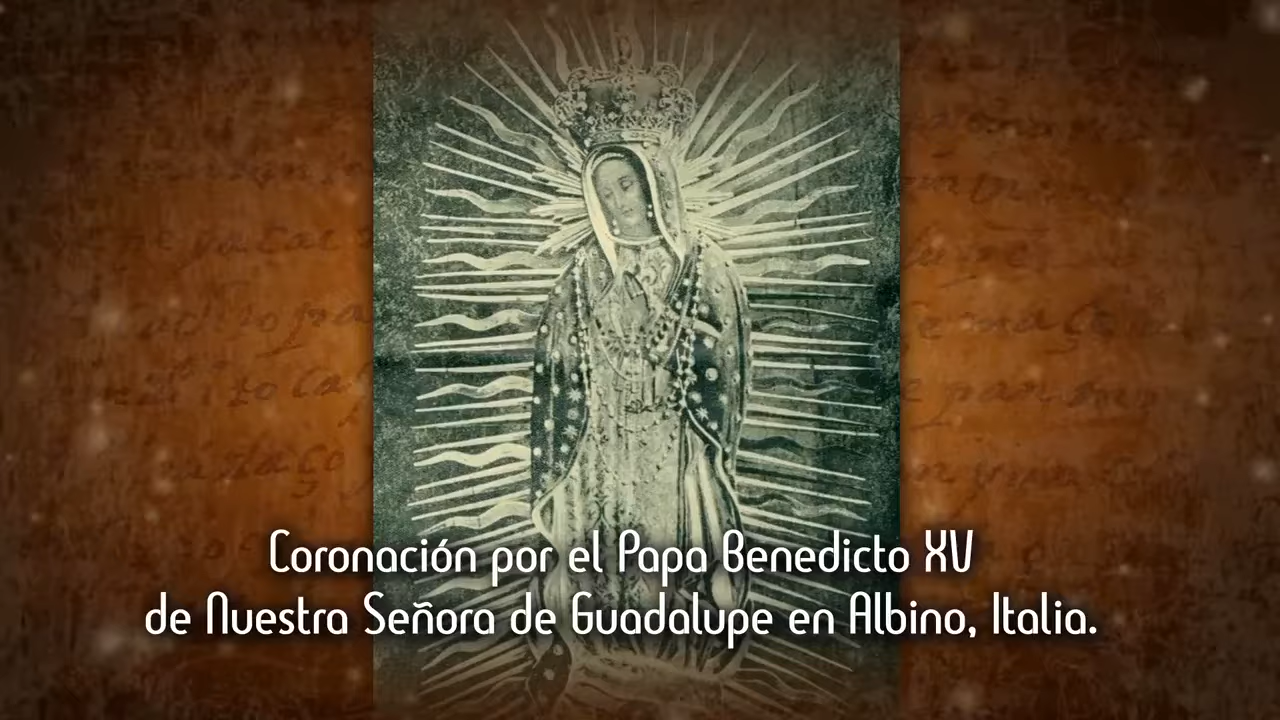 Coronación por el Papa Benedicto XV
de Nuestra Señora de Guadalupe en Albino, Italia.